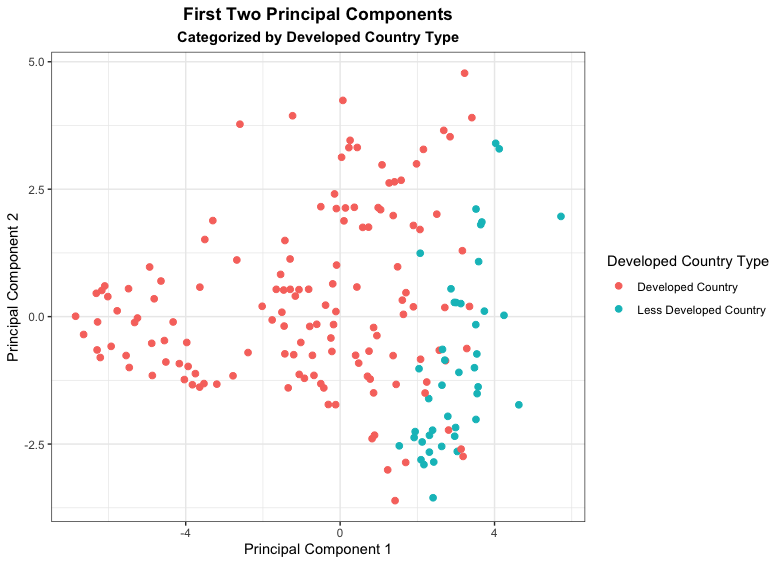 First Two Principal Components
Categorized by Developed Country Type
5.0
2.5
0.0
-2.5
Principal Component 2
-4
0
4
Principal Component 1
Developed Country Type
Developed Country
Less Developed Country